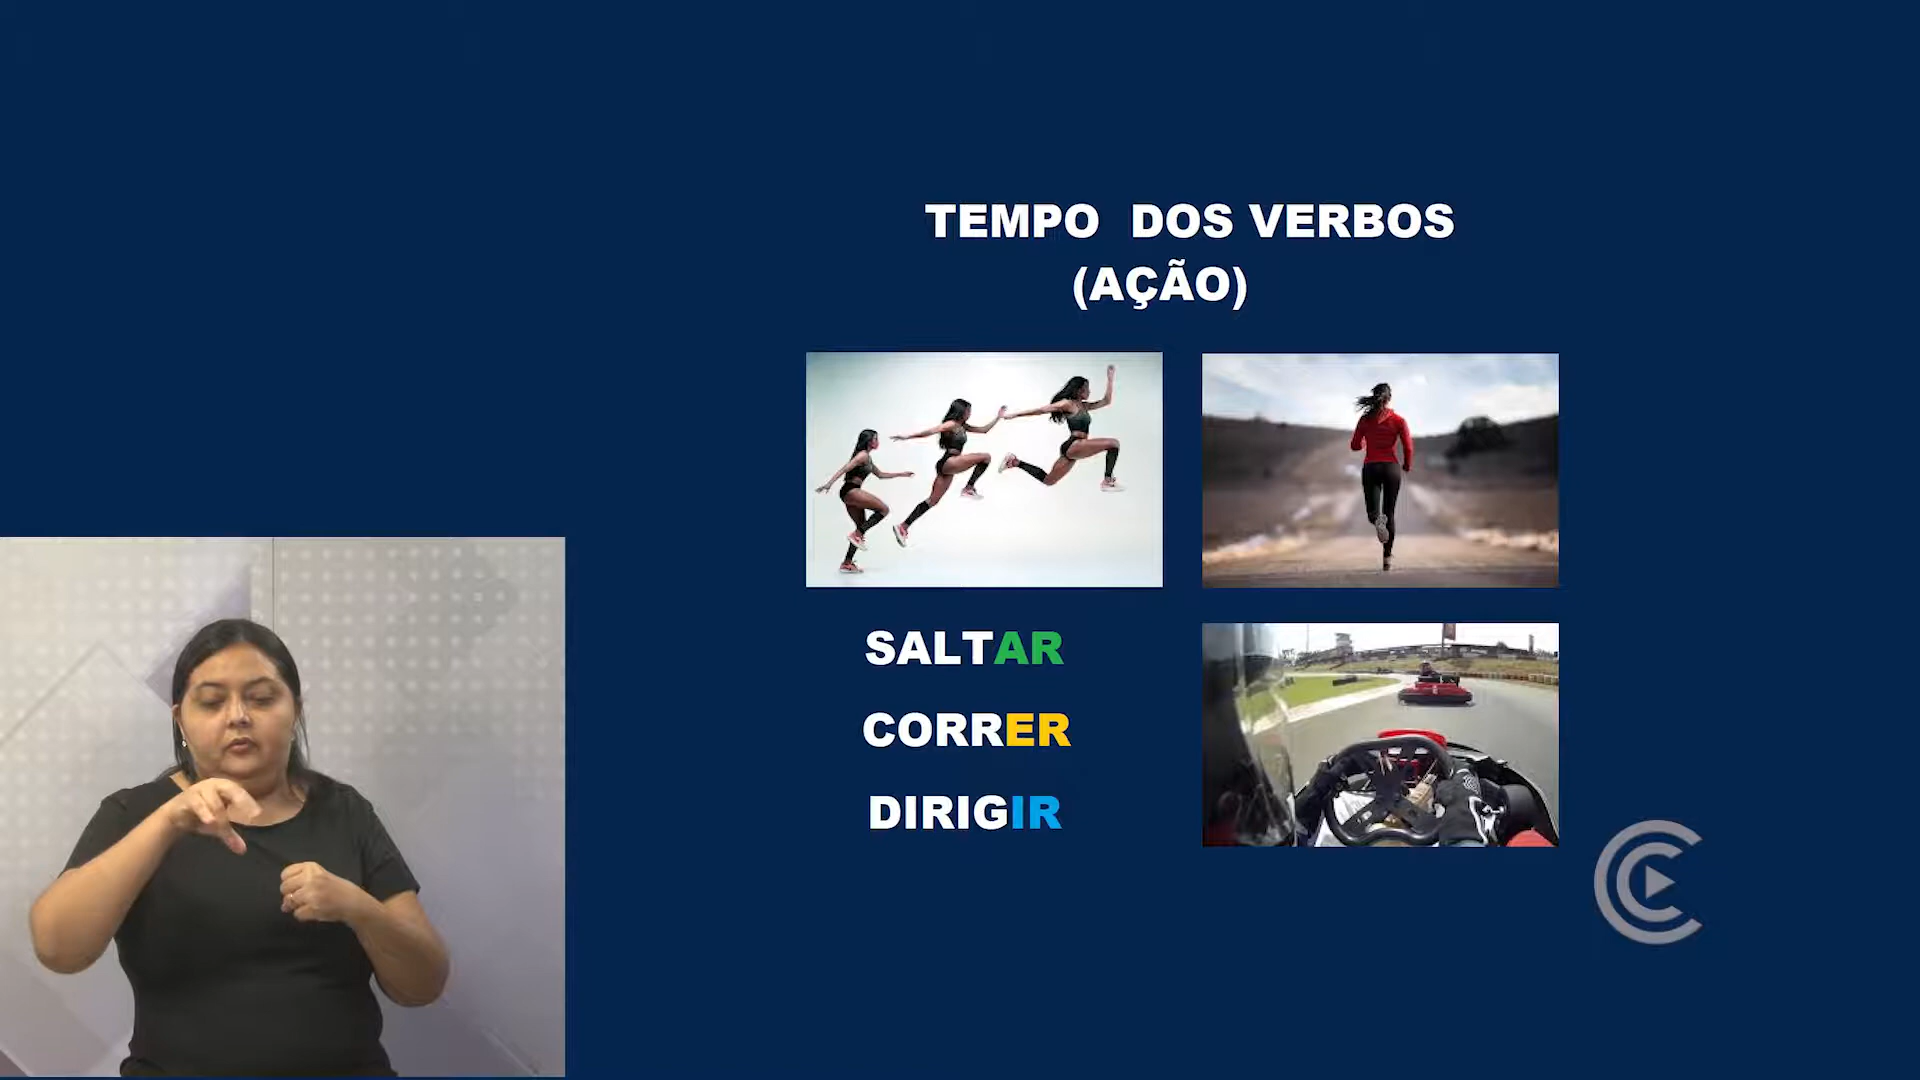 TEMPO DOS VERBOS
(AÇÃO)
SALTAR
CORRER
DIRIGIR